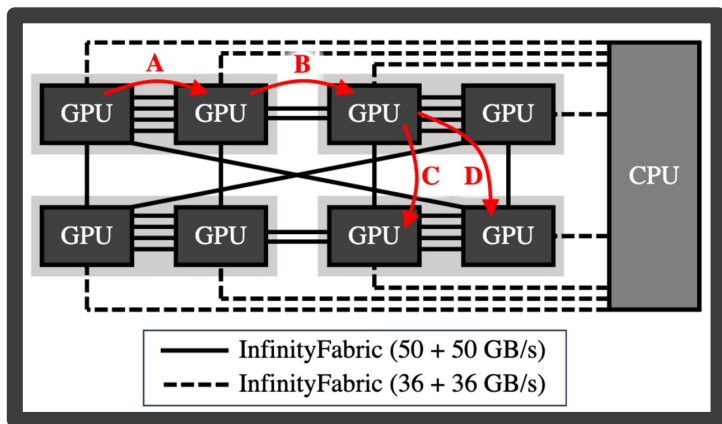 A
B
GPU GPU GPU GPU
CPU
C
D
GPU GPU GPU GPU
InfinityFabric (50 + 50 GB/s)
InfinityFabric (36 + 36 GB/s)